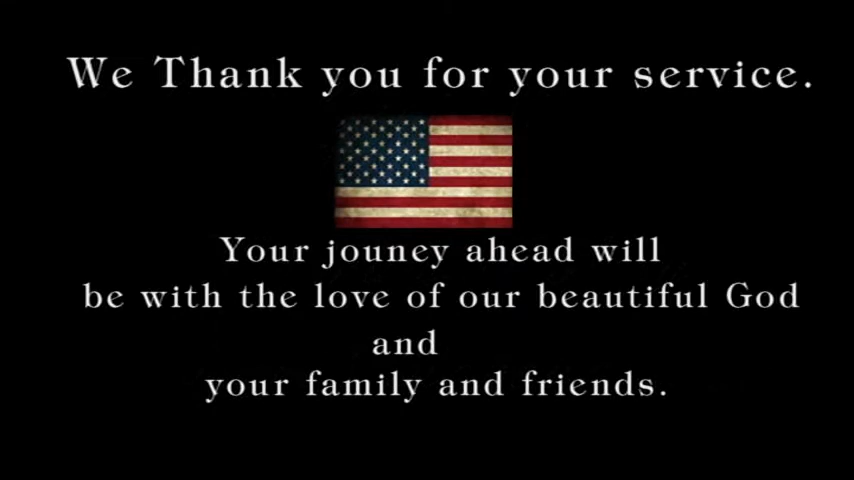 We Thank you for your service.
Your jouney ahead will
be with the love of our beautiful God
and
your family and friends.